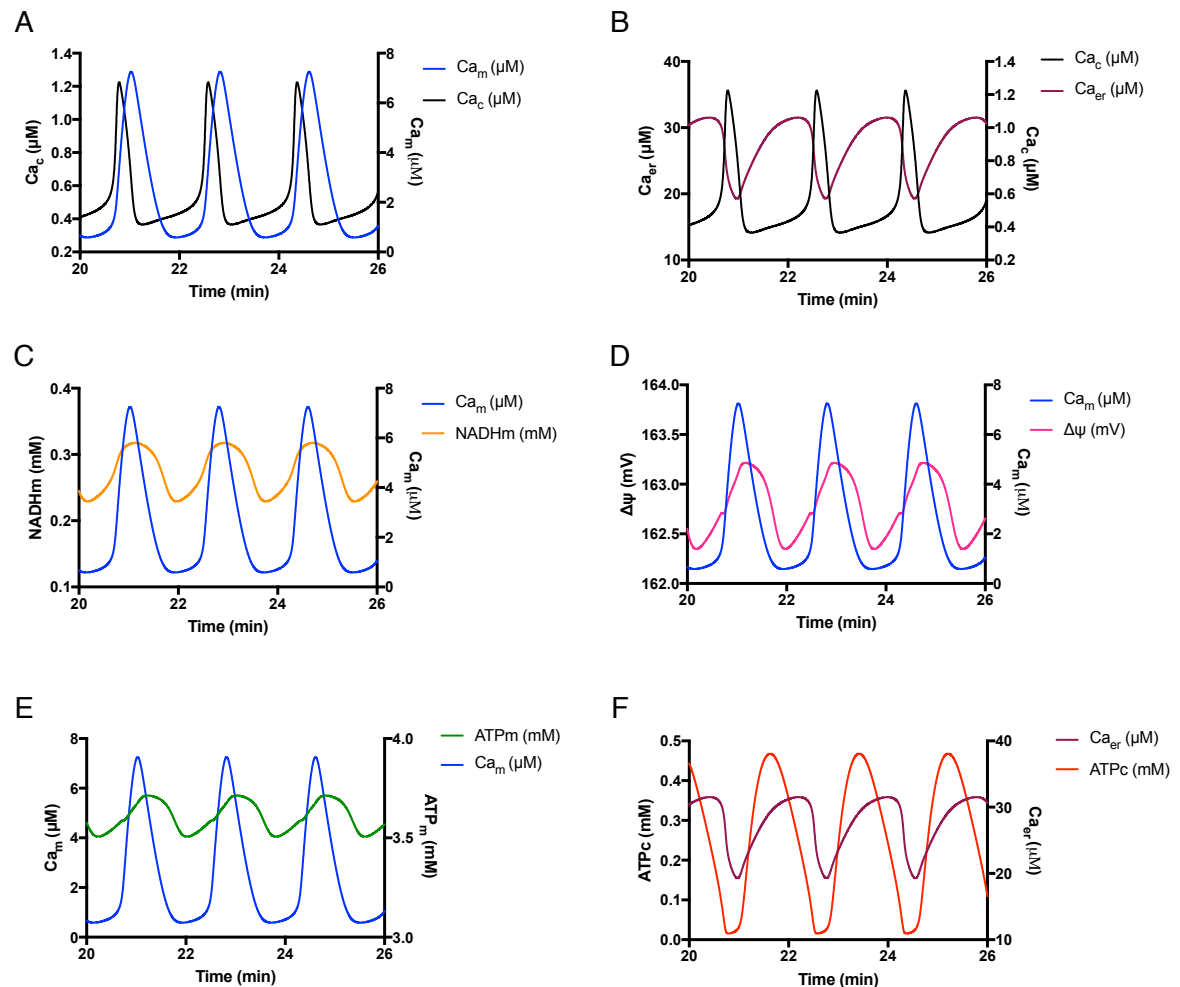 A
1.4
1.2
1.0
0.8
0.6
0.4
0.2
Ca_c (µM)
8
6
4
2
0
Ca_m (µM)
20 22 24 26
Time (min)
Ca_m (µM)
Ca_c (µM)
B
40
30
20
10
Ca_er (µM)
1.4
1.2
1.0
0.8
0.6
0.4
0.2
Ca_c (µM)
20 22 24 26
Time (min)
Ca_c (µM)
Ca_er (µM)
C
0.4
0.3
0.2
0.1
NADHm (mM)
8
6
4
2
0
Ca_m (µM)
20 22 24 26
Time (min)
Ca_m (µM)
NADHm (mM)
D
164.0
163.5
163.0
162.5
162.0
Δψ (mV)
8
6
4
2
0
Ca_m (µM)
20 22 24 26
Time (min)
Ca_m (µM)
Δψ (mV)
E
8
6
4
2
0
Ca_m (µM)
4.0
3.5
3.0
ATP_m (mM)
20 22 24 26
Time (min)
ATPm (mM)
Ca_m (µM)
F
0.5
0.4
0.3
0.2
0.1
0.0
ATPc (mM)
40
30
20
10
Ca_er (µM)
20 22 24 26
Time (min)
Ca_er (µM)
ATPc (mM)